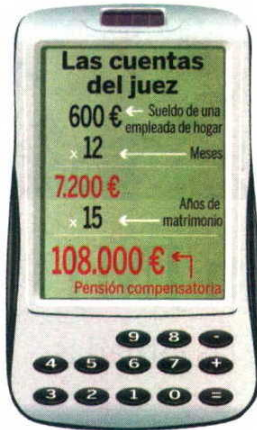 Las cuentas
del juez
600 € ← Sueldo de una
empleada de hogar
x 12 ← Meses
7.200 €
x 15 ← Años de
matrimonio
108.000 €
Pensión compensatoria
9 8 -
4 5 6 7 +
3 2 1 0 =